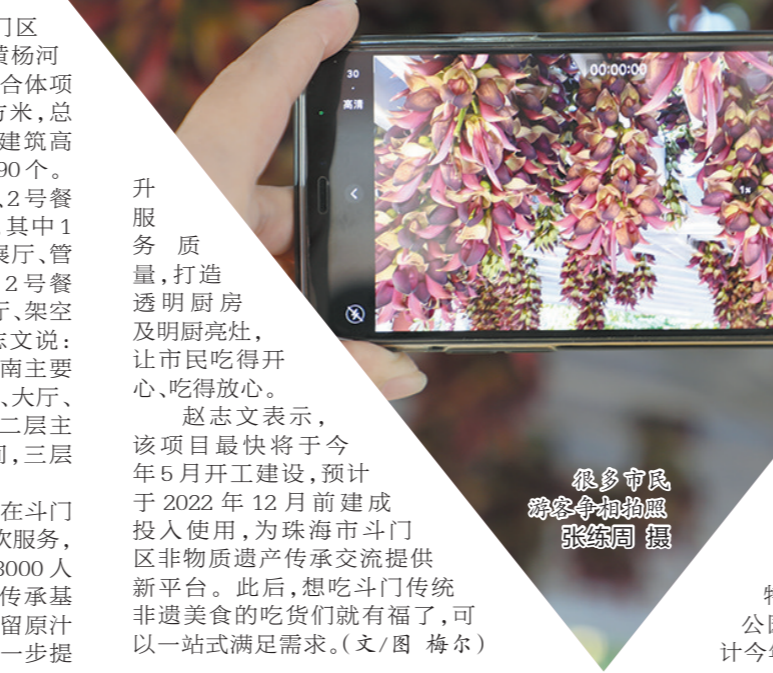 门区
黄杨河
合体项
方米，总
建筑高
90个。
、2号餐
其中1
展厅、管
2号餐
厅、架空
志文说：
南主要
、大厅、
二层主
间，三层
在斗门
次服务，
3000人
传承基
留原汁
一步提
升
服
务质
量，打造
透明厨房
及明厨亮灶，
让市民吃得开
心、吃得放心。
赵志文表示，
该项目最快将于今
年5月开工建设，预计
于2022年12月前建成
投入使用，为珠海市斗门
区非物质遗产传承交流提供
新平台。此后，想吃斗门传统
非遗美食的吃货们就有福了，可
以一站式满足需求。（文/图 梅尔）
30
高清
00:00:00
1x
很多市民
游客争相拍照
张练周 摄
公园
计今年